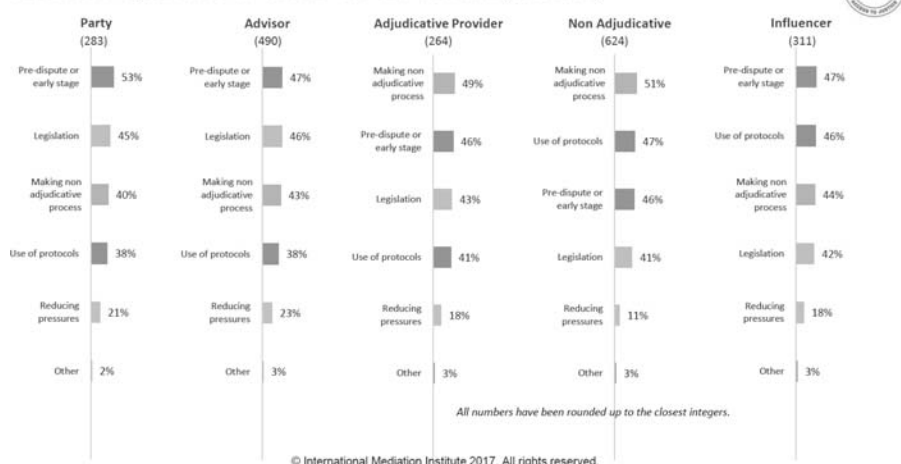 ACCESS TO JUSTICE
Party
(283)
Pre-dispute or
early stage
53%
Legislation
45%
Making non
adjudicative
process
40%
Use of protocols
38%
Reducing
pressures
21%
Other
2%
Advisor
(490)
Pre-dispute or
early stage
47%
Legislation
46%
Making non
adjudicative
process
43%
Use of protocols
38%
Reducing
pressures
23%
Other
3%
Adjudicative Provider
(264)
Making non
adjudicative
process
49%
Pre-dispute or
early stage
46%
Legislation
43%
Use of protocols
41%
Reducing
pressures
18%
Other
3%
Non Adjudicative
(624)
Making non
adjudicative
process
51%
Use of protocols
47%
Pre-dispute or
early stage
46%
Legislation
41%
Reducing
pressures
11%
Other
3%
Influencer
(311)
Pre-dispute or
early stage
47%
Use of protocols
46%
Making non
adjudicative
process
44%
Legislation
42%
Reducing
pressures
18%
Other
3%
All numbers have been rounded up to the closest integers.
© International Mediation Institute 2017. All rights reserved.